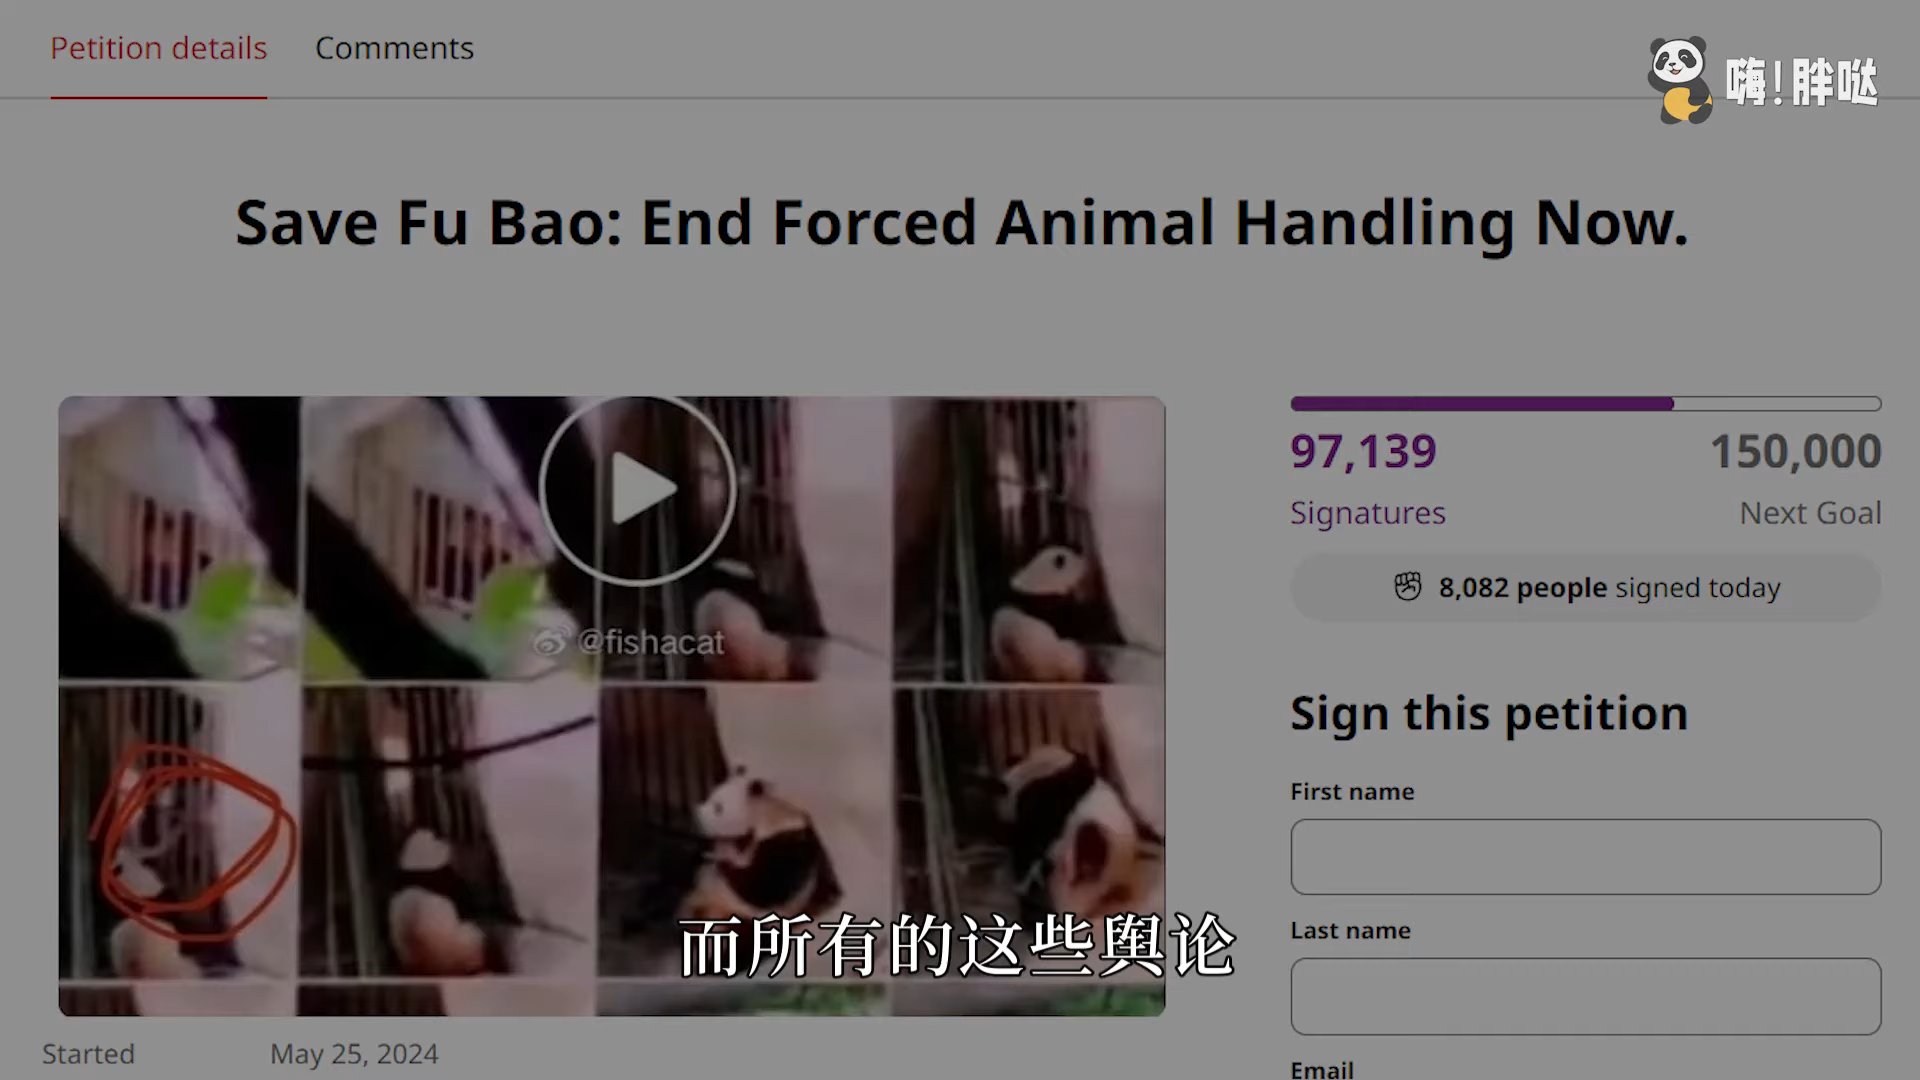 Petition details
Comments
嗨!胖哒
Save Fu Bao: End Forced Animal Handling Now.
@fishacat
97,139
150,000
Signatures
Next Goal
8,082 people signed today
Sign this petition
First name
Last name
而所有的这些舆论
Started
May 25, 2024
Email